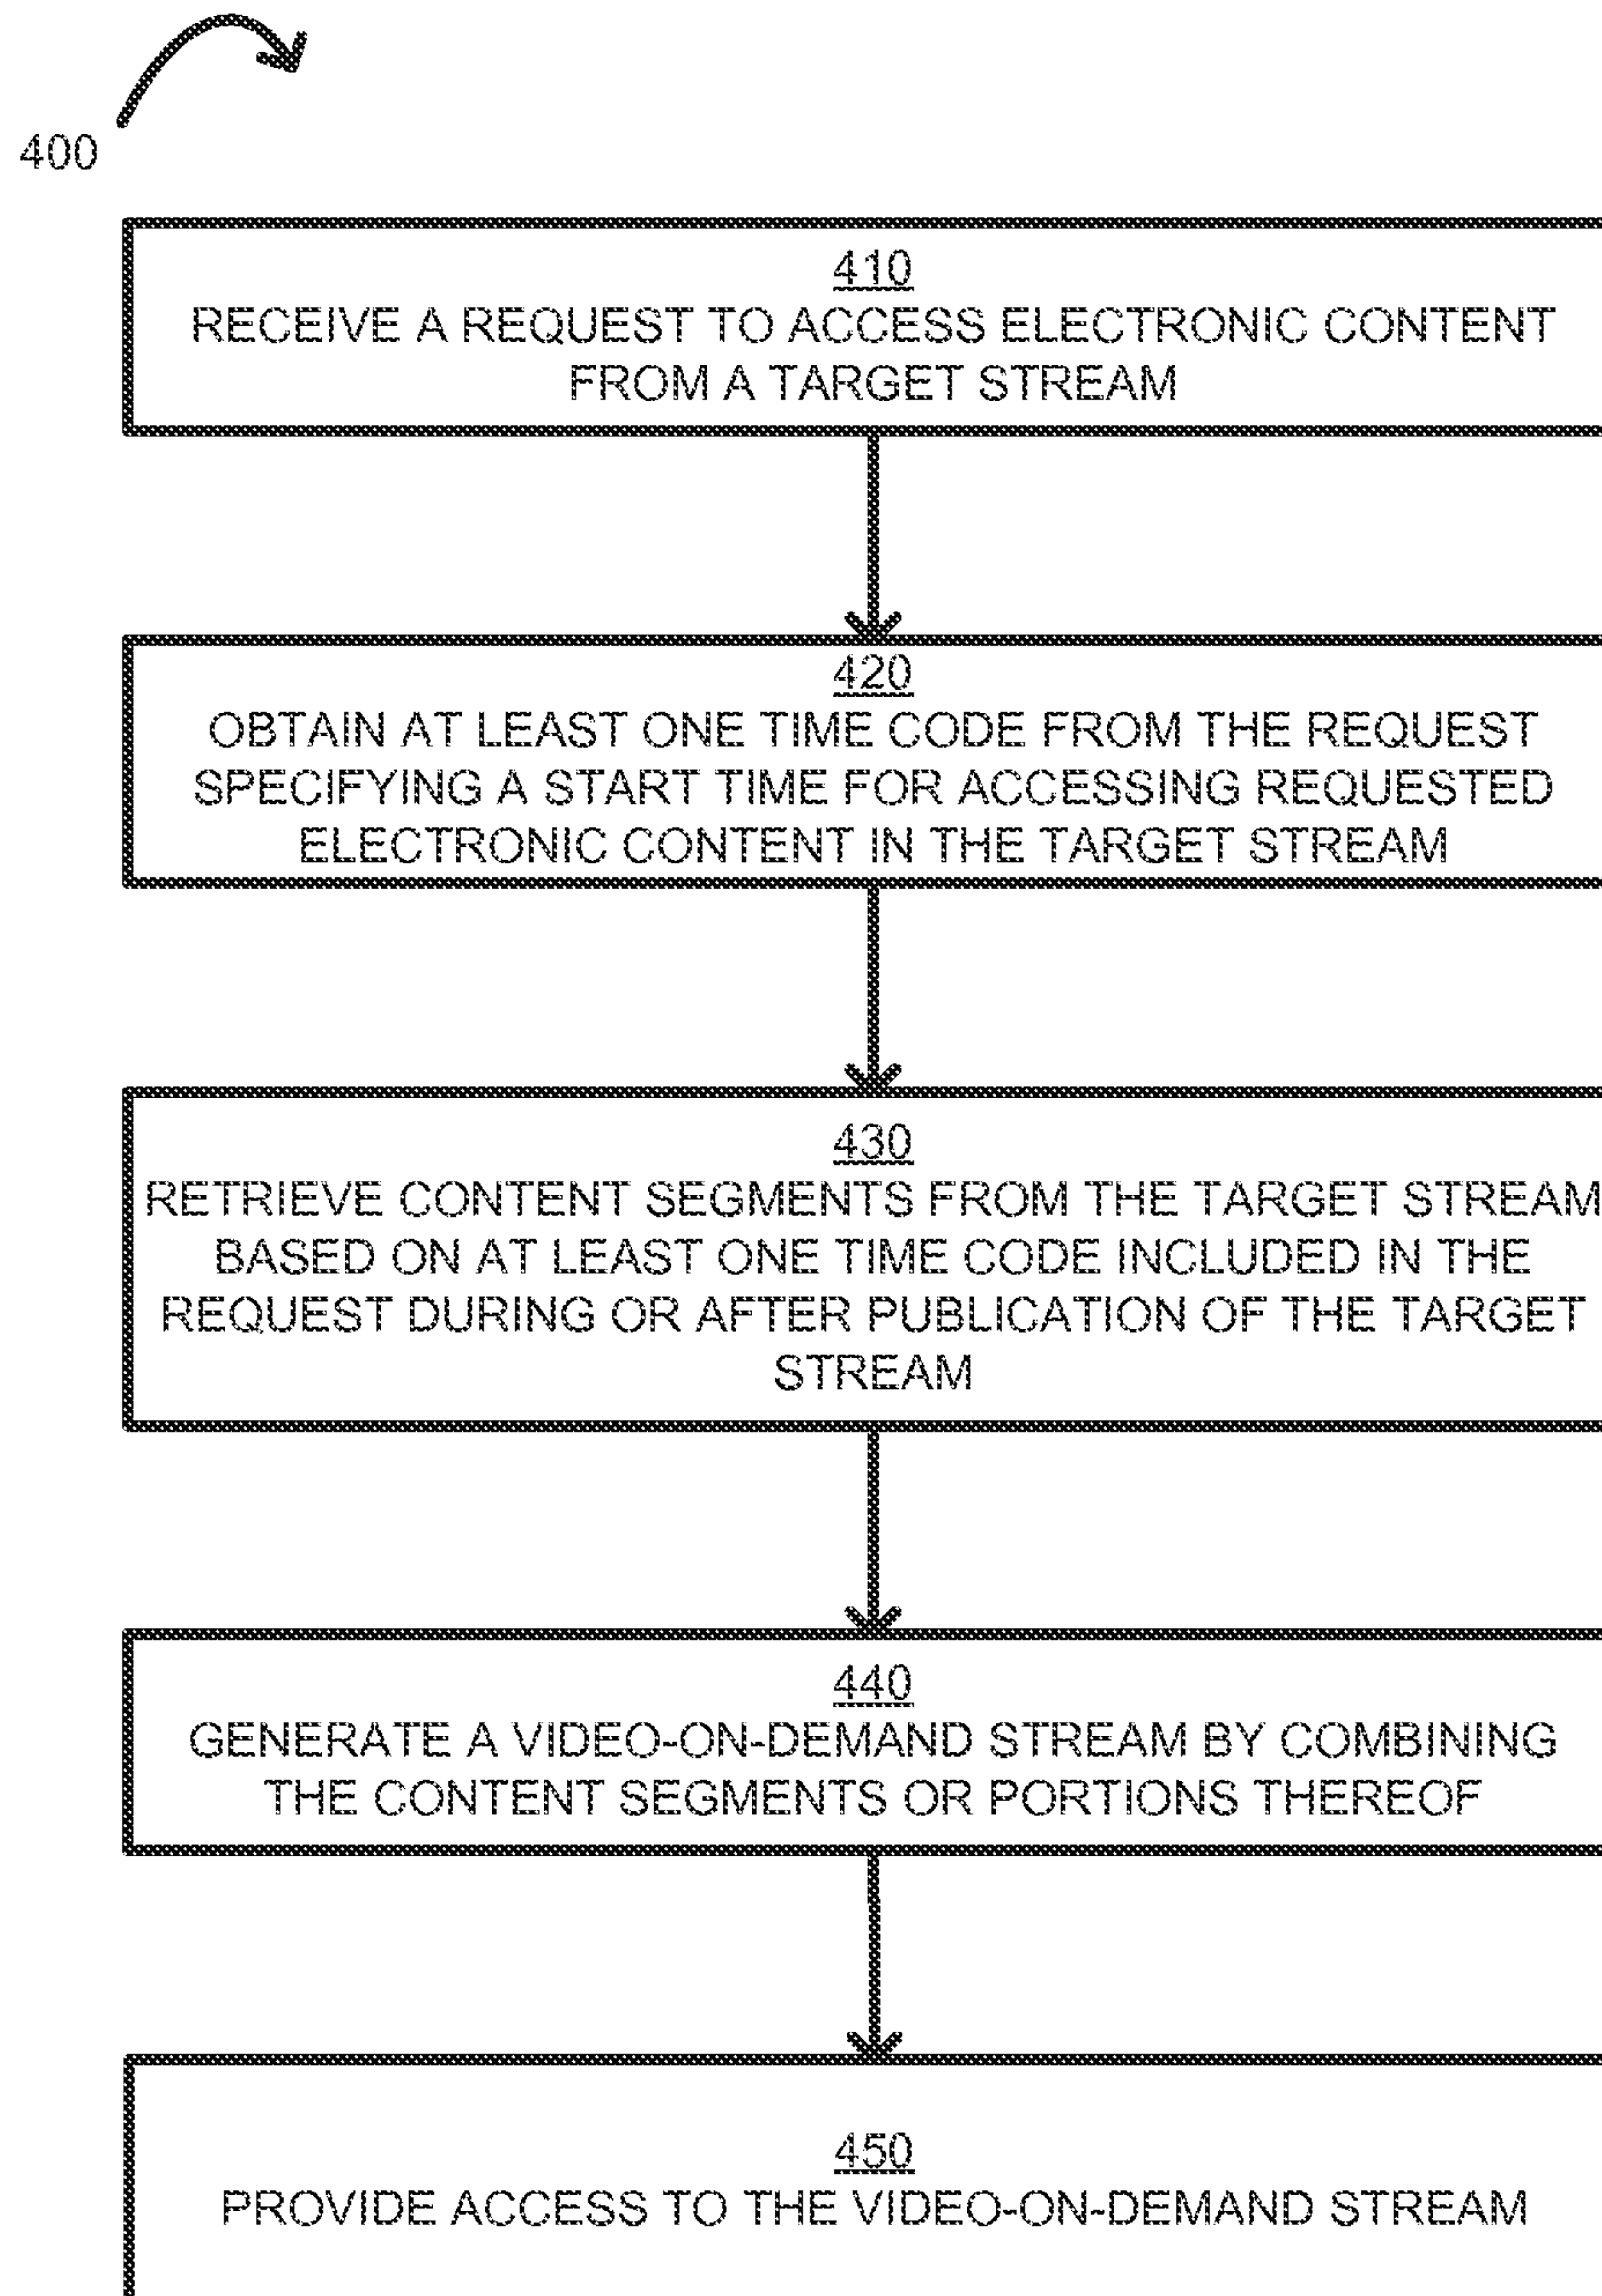 400
410
RECEIVE A REQUEST TO ACCESS ELECTRONIC CONTENT
FROM A TARGET STREAM
420
OBTAIN AT LEAST ONE TIME CODE FROM THE REQUEST
SPECIFYING A START TIME FOR ACCESSING REQUESTED
ELECTRONIC CONTENT IN THE TARGET STREAM
430
RETRIEVE CONTENT SEGMENTS FROM THE TARGET STREAM
BASED ON AT LEAST ONE TIME CODE INCLUDED IN THE
REQUEST DURING OR AFTER PUBLICATION OF THE TARGET
STREAM
440
GENERATE A VIDEO-ON-DEMAND STREAM BY COMBINING
THE CONTENT SEGMENTS OR PORTIONS THEREOF
450
PROVIDE ACCESS TO THE VIDEO-ON-DEMAND STREAM